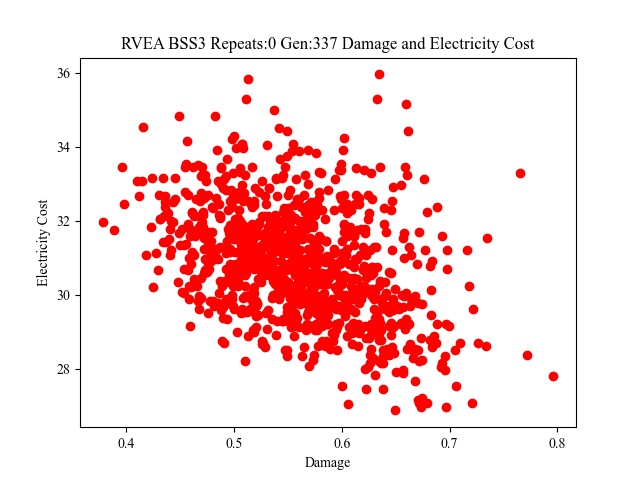 RVEA BSS3 Repeats:0 Gen:337 Damage and Electricity Cost
36
34
32
30
28
Electricity Cost
0.4 0.5 0.6 0.7 0.8
Damage